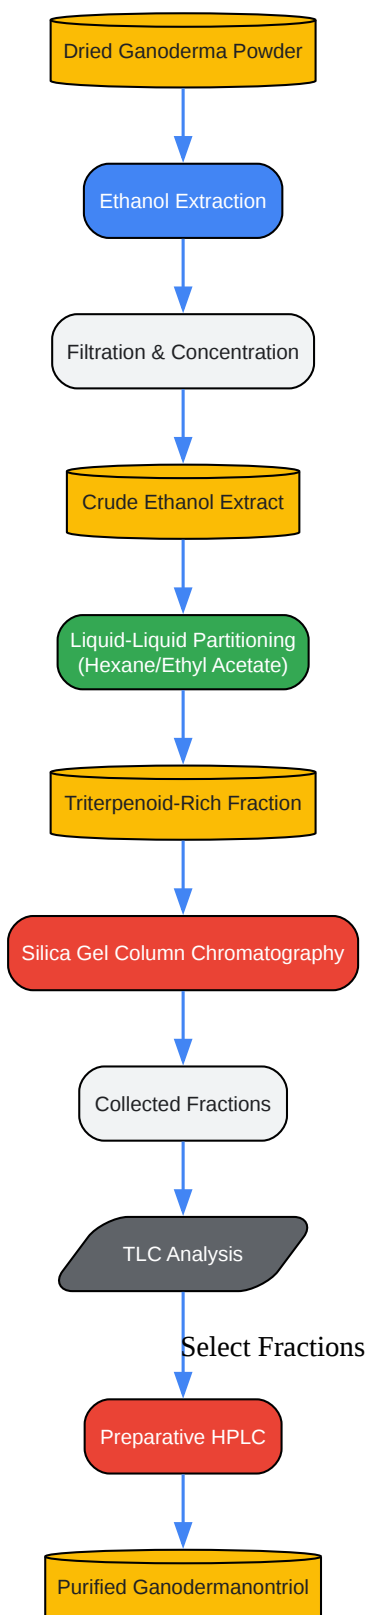 Dried Ganoderma Powder
Ethanol Extraction
Filtration & Concentration
Crude Ethanol Extract
Liquid-Liquid Partitioning
(Hexane/Ethyl Acetate)
Triterpenoid-Rich Fraction
Silica Gel Column Chromatography
Collected Fractions
TLC Analysis
Select Fractions
Preparative HPLC
Purified Ganodermanontriol